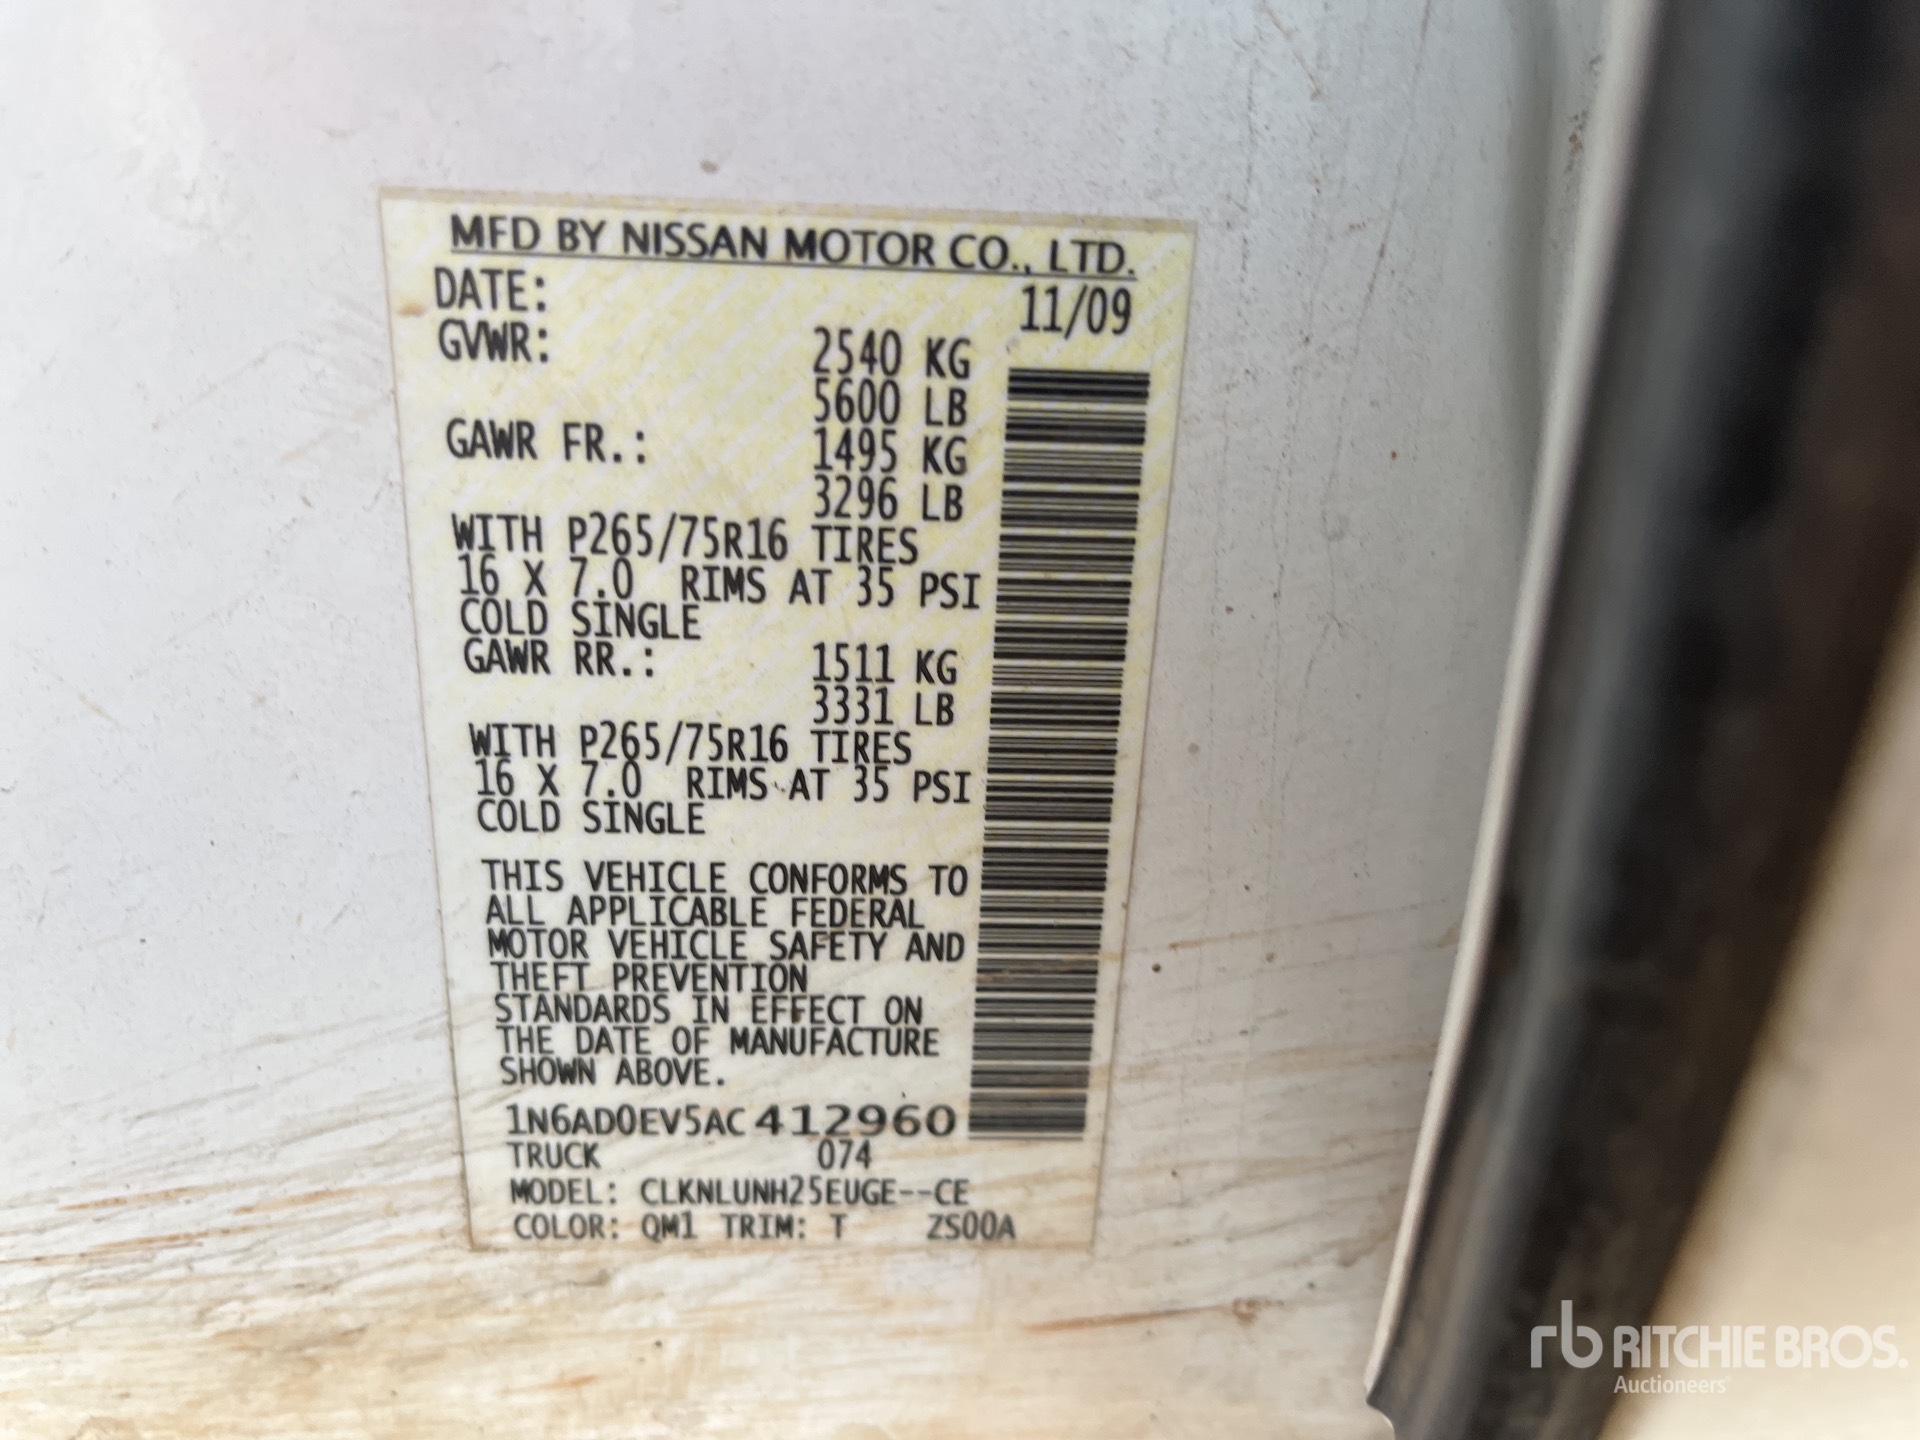 MFD BY NISSAN MOTOR CO., LTD.
DATE: 11/09
GVWR: 2540 KG
5600 LB
GAWR FR.: 1495 KG
3296 LB
WITH P265/75R16 TIRES
16 X 7.0 RIMS AT 35 PSI
COLD SINGLE
GAWR RR.: 1511 KG
3331 LB
WITH P265/75R16 TIRES
16 X 7.0 RIMS AT 35 PSI
COLD SINGLE
THIS VEHICLE CONFORMS TO
ALL APPLICABLE FEDERAL
MOTOR VEHICLE SAFETY AND
THEFT PREVENTION
STANDARDS IN EFFECT ON
THE DATE OF MANUFACTURE
SHOWN ABOVE.
1N6AD0EV5AC412960
TRUCK 074
MODEL: CLKNLUNH25EUGE--CE
COLOR: QM1 TRIM: T ZS00A
rb RITCHIE BROS.
Auctioneers